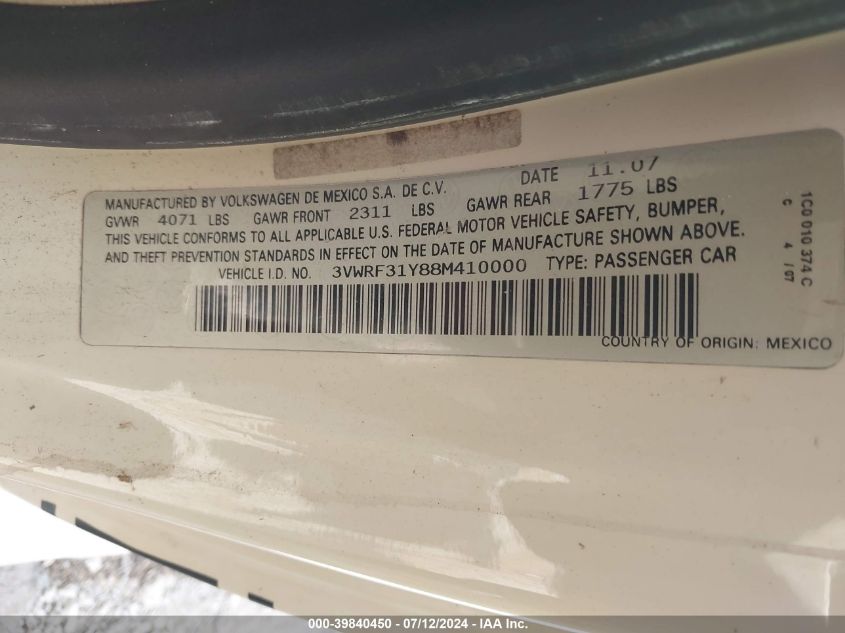 MANUFACTURED BY VOLKSWAGEN DE MEXICO S.A. DE C.V. DATE 11.07
GVWR 4071 LBS GAWR FRONT 2311 LBS GAWR REAR 1775 LBS
THIS VEHICLE CONFORMS TO ALL APPLICABLE U.S. FEDERAL MOTOR VEHICLE SAFETY, BUMPER,
AND THEFT PREVENTION STANDARDS IN EFFECT ON THE DATE OF MANUFACTURE SHOWN ABOVE.
VEHICLE I.D. NO. 3VWRF31Y88M410000 TYPE: PASSENGER CAR
COUNTRY OF ORIGIN: MEXICO
1C0 010 374 C
C 4 / 07
000-39840450 - 07/12/2024 - IAA Inc.